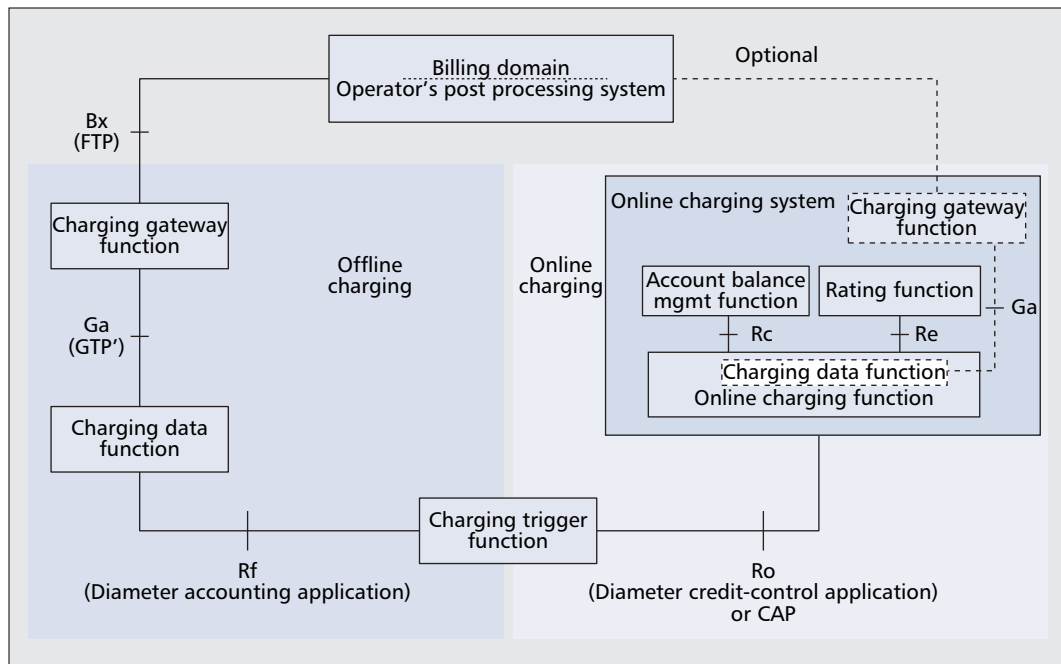 Billing domain
Operator's post processing system
Optional
Bx
(FTP)
Charging gateway
function
Online charging system
Charging gateway
function
Offline
charging
Online
charging
Account balance
mgmt function
Rating function
Ga
Ga
(GTP')
Rc
Re
Charging data function
Online charging function
Charging data
function
Charging trigger
function
Rf
(Diameter accounting application)
Ro
(Diameter credit-control application)
or CAP